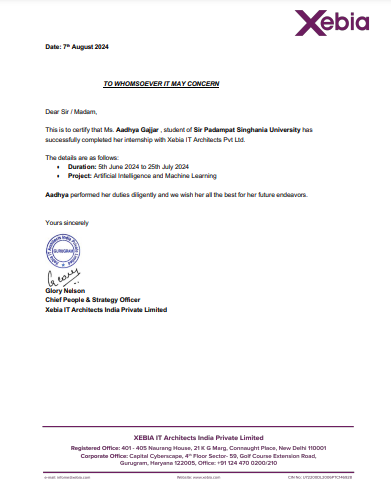 Xebia
Date: 7th August 2024
TO WHOMSOEVER IT MAY CONCERN
Dear Sir / Madam,
This is to certify that Ms. Aadhya Gajjar , student of Sir Padampat Singhania University has
successfully completed her internship with Xebia IT Architects Pvt Ltd.
The details are as follows:
• Duration: 5th June 2024 to 25th July 2024
• Project: Artificial Intelligence and Machine Learning
Aadhya performed her duties diligently and we wish her all the best for her future endeavors.
Yours sincerely
GURUGRAM
Glory Nelson
Chief People & Strategy Officer
Xebia IT Architects India Private Limited
XEBIA IT Architects India Private Limited
Registered Office: 401 - 405 Naurang House, 21 K G Marg, Connaught Place, New Delhi 110001
Corporate Office: Capital Cyberscape, 4th Floor Sector- 59, Golf Course Extension Road,
Gurugram, Haryana 122005, Office: +91 124 470 0200/210
e-mail: info@xebia.com Website: www.xebia.com CIN No: